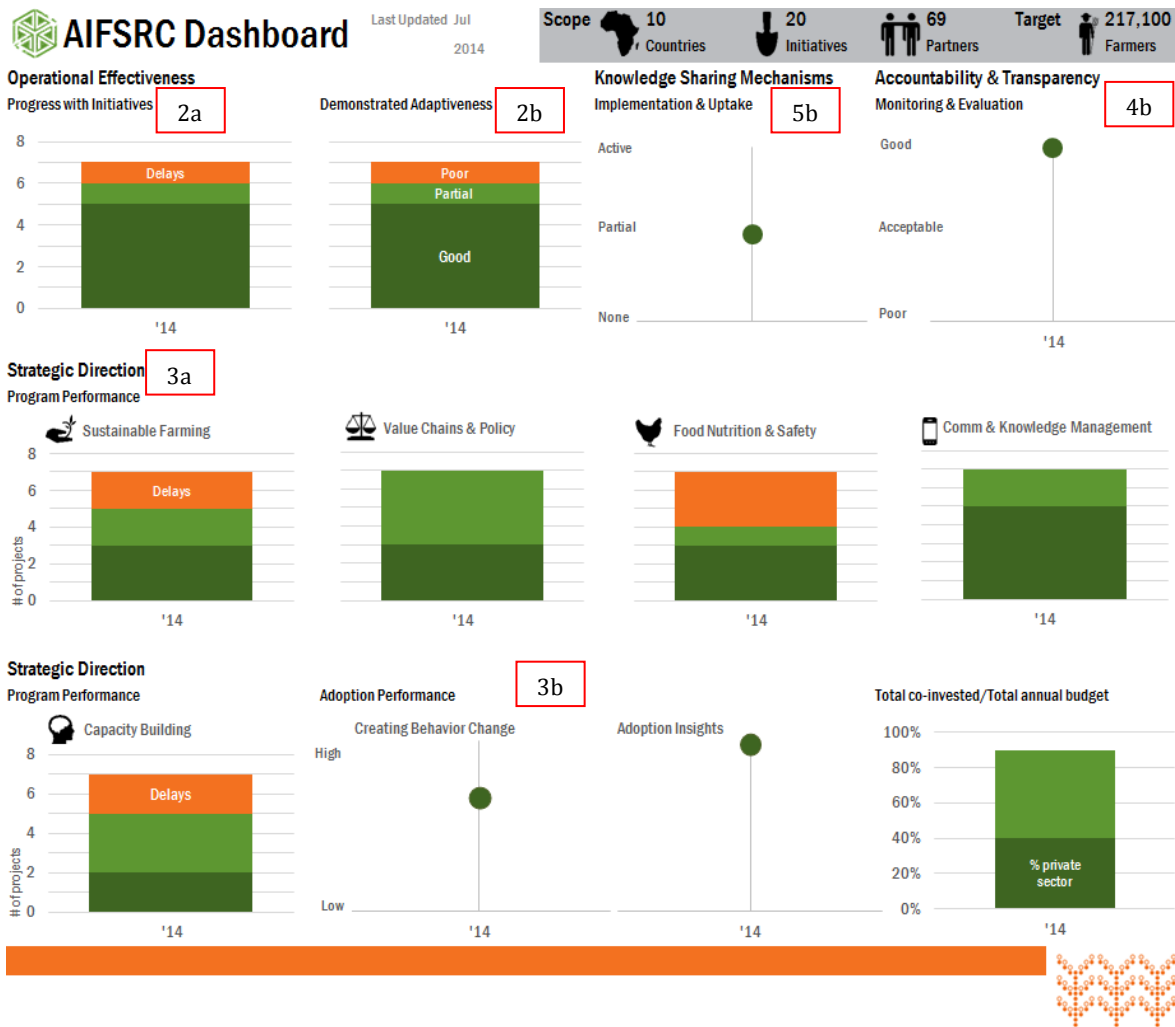 AIFSRC Dashboard
Last Updated Jul
2014
Scope
10
Countries
20
Initiatives
69
Partners
Target
217,100
Farmers
Operational Effectiveness
Progress with Initiatives
2a
Demonstrated Adaptiveness
2b
Knowledge Sharing Mechanisms
Implementation & Uptake
5b
Accountability & Transparency
Monitoring & Evaluation
4b
8
6
4
2
0
Delays
'14
Poor
Partial
Good
'14
Active
Partial
None
Good
Acceptable
Poor
'14
Strategic Direction
3a
Program Performance
Sustainable Farming
# of projects
8
6
4
2
0
Delays
'14
Value Chains & Policy
'14
Food Nutrition & Safety
'14
Comm & Knowledge Management
'14
Strategic Direction
Program Performance
Capacity Building
# of projects
8
6
4
2
0
Delays
'14
Adoption Performance
3b
Creating Behavior Change
High
Low
'14
Adoption Insights
'14
Total co-invested/Total annual budget
100%
80%
60%
40%
20%
0%
% private
sector
'14